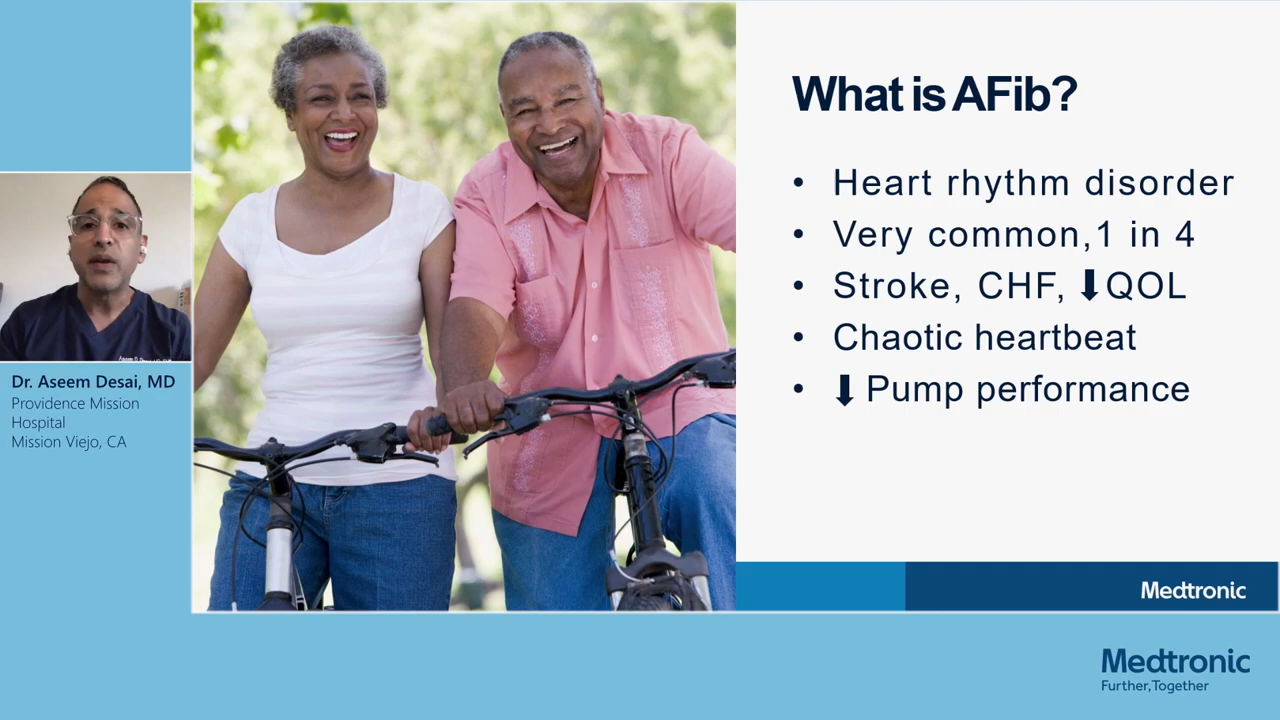 What is AFib?
• Heart rhythm disorder
• Very common,1 in 4
• Stroke, CHF, ⬇QOL
• Chaotic heartbeat
• ⬇ Pump performance
Dr. Aseem Desai, MD
Providence Mission
Hospital
Mission Viejo, CA
Medtronic
Medtronic
Further,Together